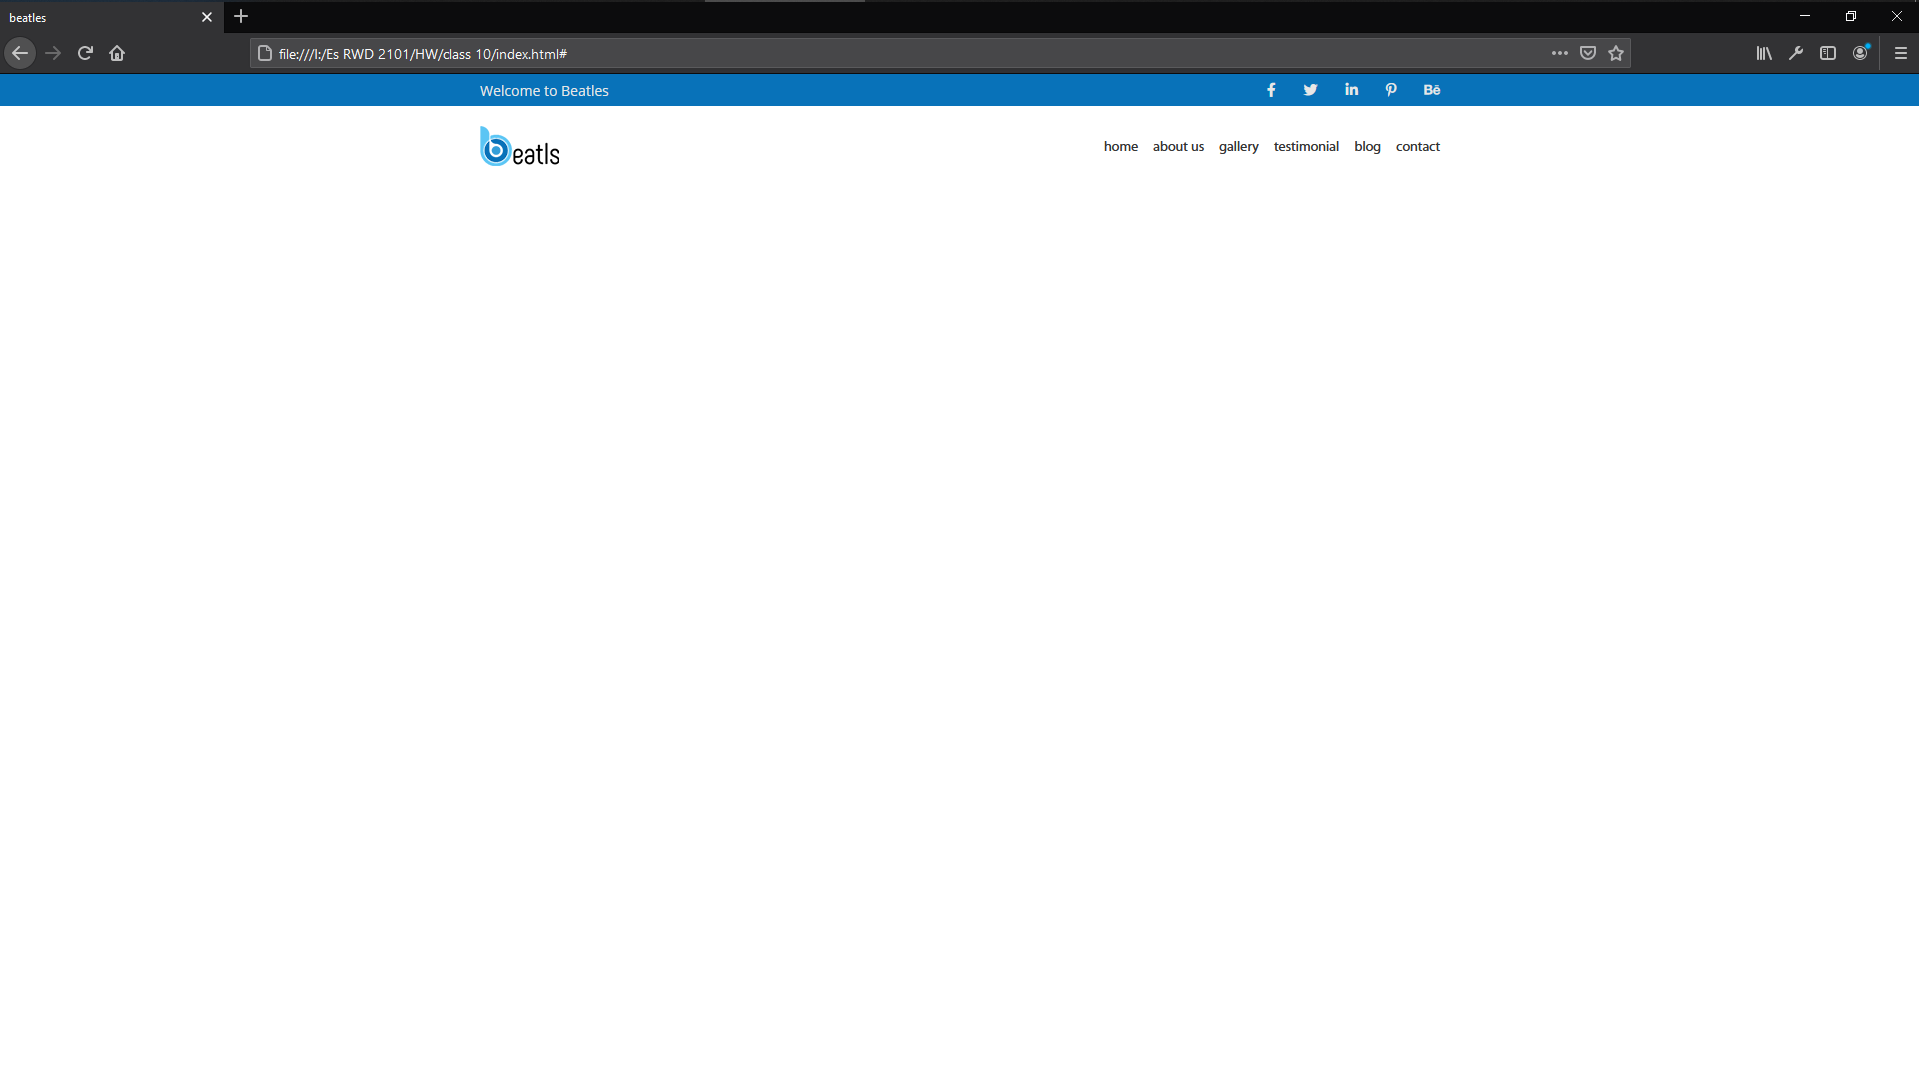 beatles
file:///I:/Es RWD 2101/HW/class 10/index.html#
Welcome to Beatles
Bē
beatls
home about us gallery testimonial blog contact